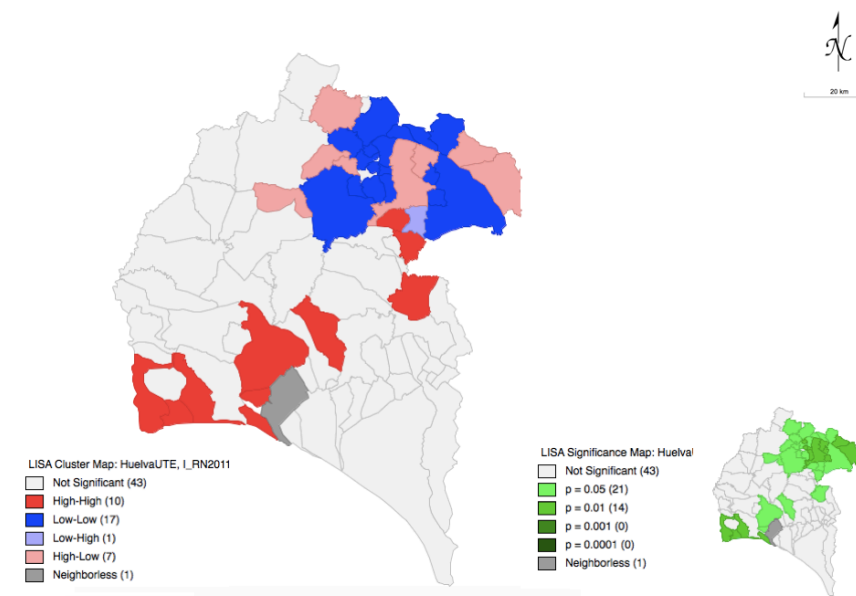 N
20 km
LISA Cluster Map: HuelvaUTE, I_RN2011
Not Significant (43)
High-High (10)
Low-Low (17)
Low-High (1)
High-Low (7)
Neighborless (1)
LISA Significance Map: Huelva
Not Significant (43)
p = 0.05 (21)
p = 0.01 (14)
p = 0.001 (0)
p = 0.0001 (0)
Neighborless (1)